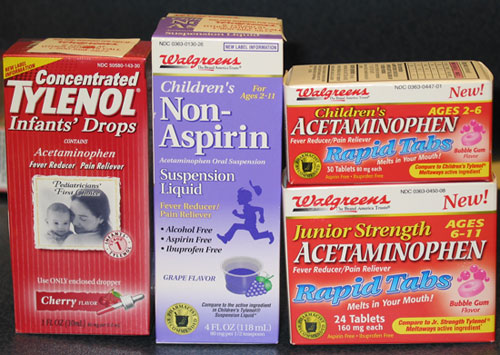 NEW LABEL INFORMATION
NDC 50580-143-30
Concentrated
TYLENOL®
Infants' Drops
CONTAINS
Acetaminophen
Fever Reducer, Pain Reliever
Pediatricians'
First Choice
Use ONLY enclosed dropper
Cherry FLAVOR
1 FL OZ
NDC 0363-0130-26
NEW LABEL INFORMATION
Walgreens
The Brand America Trusts
Children's
For
Ages 2-11
Non-
Aspirin
Acetaminophen Oral Suspension
Suspension
Liquid
Fever Reducer/
Pain Reliever
• Alcohol Free
• Aspirin Free
• Ibuprofen Free
GRAPE FLAVOR
PHARMACIST
RECOMMENDED
Compare to the active ingredient
in Children's Tylenol®
Suspension Liquid
4 FL OZ (118 mL)
NDC 0363-0447-01
Walgreens
The Brand America Trusts
New!
Children's
AGES 2-6
ACETAMINOPHEN
Fever Reducer/Pain Reliever
Rapid Tabs
Melts in Your Mouth!
Bubble Gum
Flavor
30 Tablets 80 mg each
Aspirin Free • Ibuprofen Free
Compare to Children's Tylenol®
Meltaways active ingredient
NDC 0363-0450-08
Walgreens
The Brand America Trusts
New!
Junior Strength
AGES
6-11
ACETAMINOPHEN
Fever Reducer/Pain Reliever
Rapid Tabs
Melts in Your Mouth!
Bubble Gum
Flavor
24 Tablets
160 mg each
Aspirin Free • Ibuprofen Free
Compare to Jr. Strength Tylenol®
Meltaways active ingredient